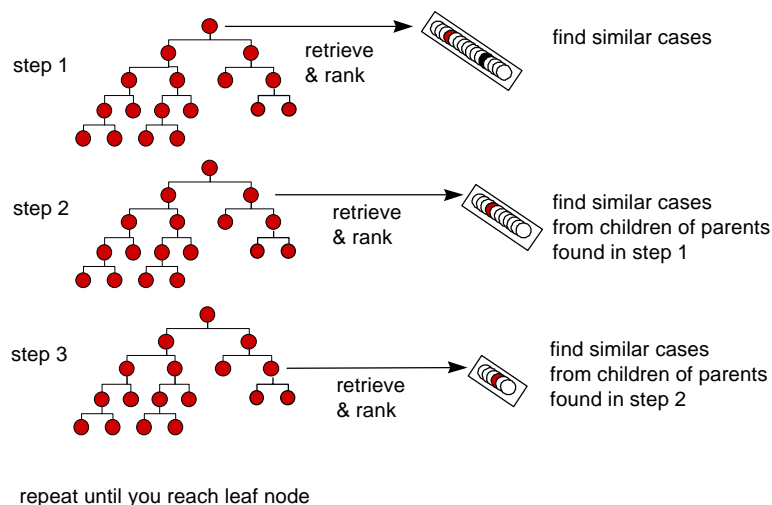 step 1
retrieve
& rank
find similar cases
step 2
retrieve
& rank
find similar cases
from children of parents
found in step 1
step 3
retrieve
& rank
find similar cases
from children of parents
found in step 2
repeat until you reach leaf node